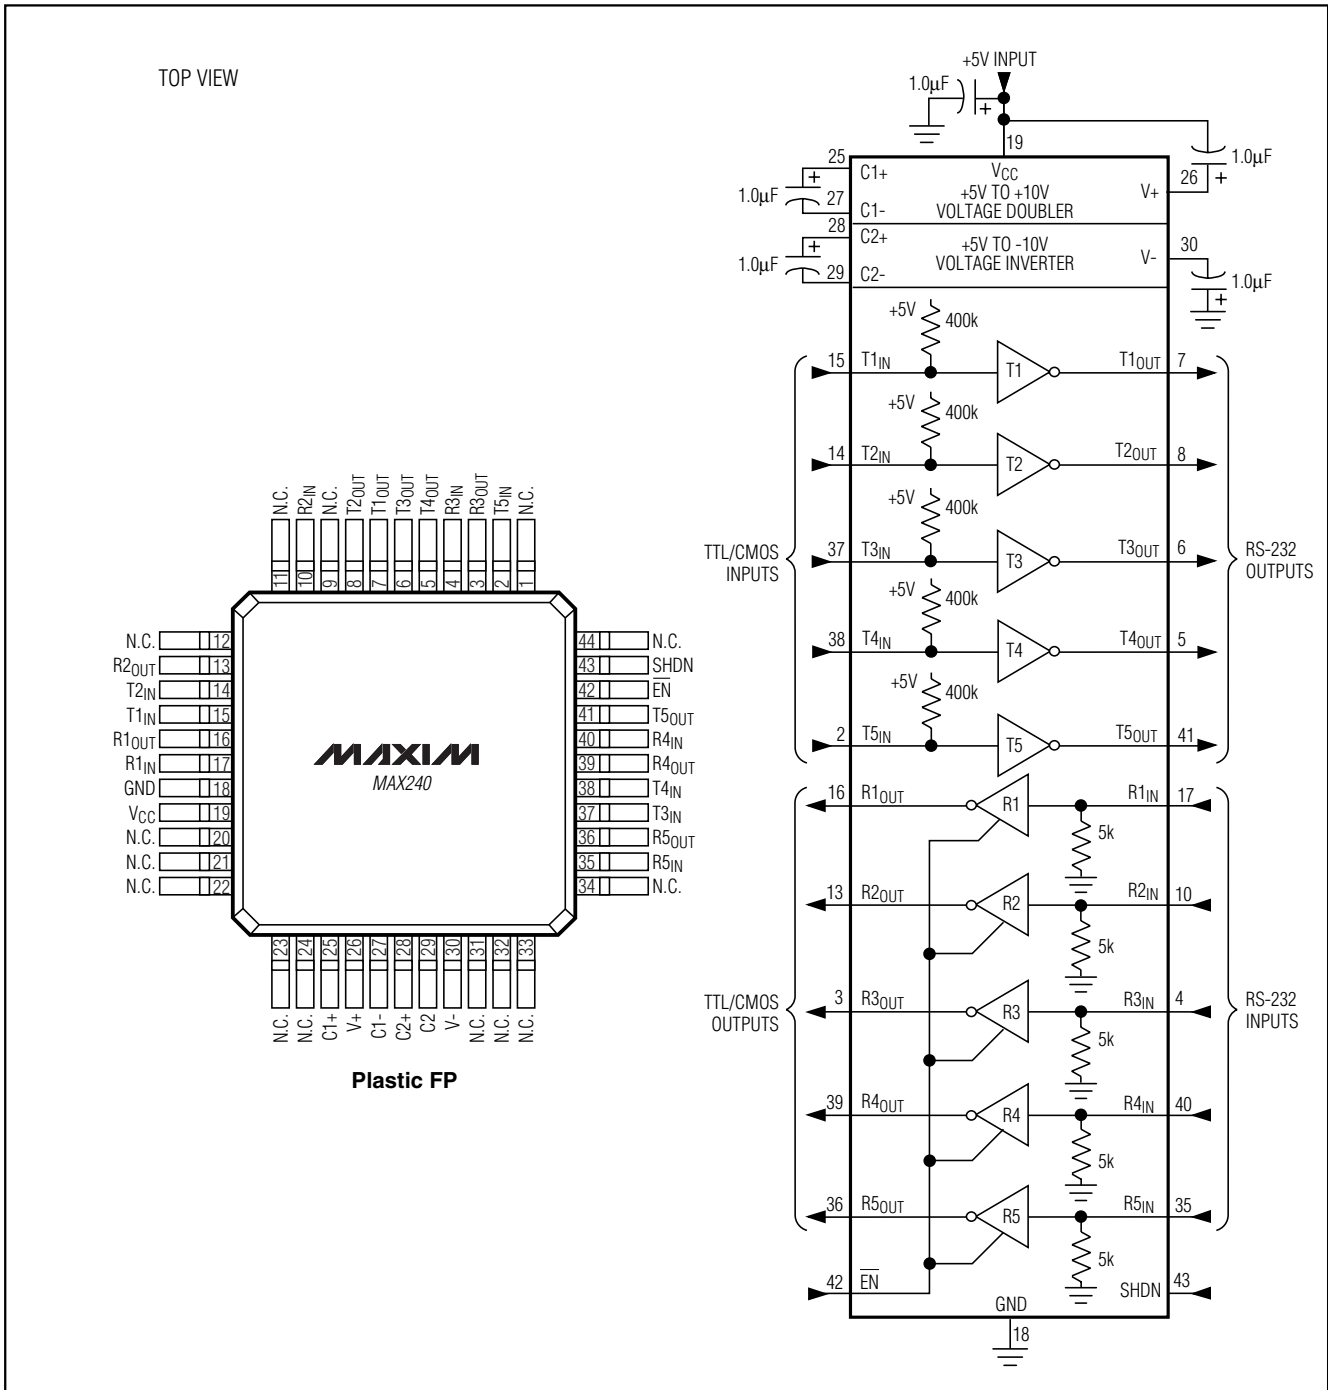 TOP VIEW
N.C.
R2IN
N.C.
T2OUT
T1OUT
T3OUT
T4OUT
R3IN
R3OUT
T5IN
N.C.
11
10
9
8
7
6
5
4
3
2
1
N.C. 12
R2OUT 13
T2IN 14
T1IN 15
R1OUT 16
R1IN 17
GND 18
VCC 19
N.C. 20
N.C. 21
N.C. 22
MAXIM
MAX240
44 N.C.
43 SHDN
42 EN
41 T5OUT
40 R4IN
39 R4OUT
38 T4IN
37 T3IN
36 R5OUT
35 R5IN
34 N.C.
23
24
25
26
27
28
29
30
31
32
33
N.C.
N.C.
C1+
V+
C1-
C2+
C2
V-
N.C.
N.C.
N.C.
Plastic FP
+5V INPUT
1.0µF
+
19
25
C1+
VCC
+5V TO +10V
VOLTAGE DOUBLER
V+
26
1.0µF
+
1.0µF
+
27
C1-
28
C2+
+5V TO -10V
VOLTAGE INVERTER
V-
30
1.0µF
+
1.0µF
+
29
C2-
+5V
400k
15 T1IN T1 T1OUT 7
+5V
400k
14 T2IN T2 T2OUT 8
+5V
400k
TTL/CMOS
INPUTS
37 T3IN T3 T3OUT 6
RS-232
OUTPUTS
+5V
400k
38 T4IN T4 T4OUT 5
+5V
400k
2 T5IN T5 T5OUT 41
16 R1OUT R1 R1IN 17
5k
13 R2OUT R2 R2IN 10
5k
TTL/CMOS
OUTPUTS
3 R3OUT R3 R3IN 4
RS-232
INPUTS
5k
39 R4OUT R4 R4IN 40
5k
36 R5OUT R5 R5IN 35
5k
42 EN
SHDN 43
GND
18